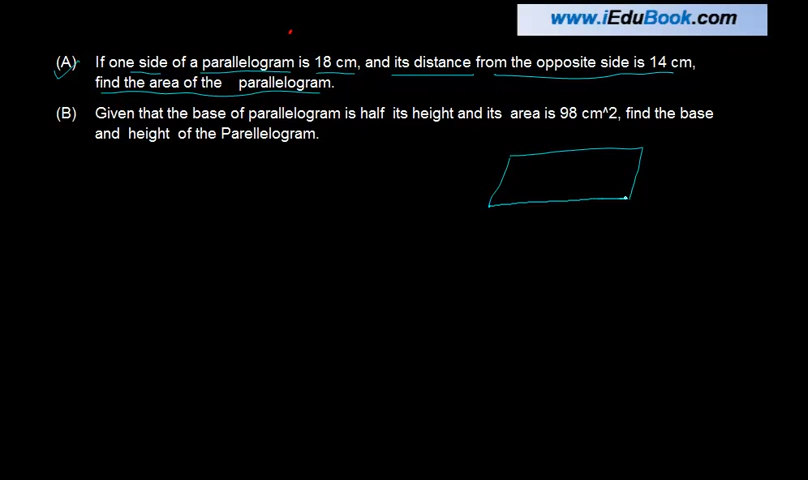 www.iEduBook.com
(A) If one side of a parallelogram is 18 cm, and its distance from the opposite side is 14 cm,
find the area of the parallelogram.
(B) Given that the base of parallelogram is half its height and its area is 98 cm^2, find the base
and height of the Parellelogram.